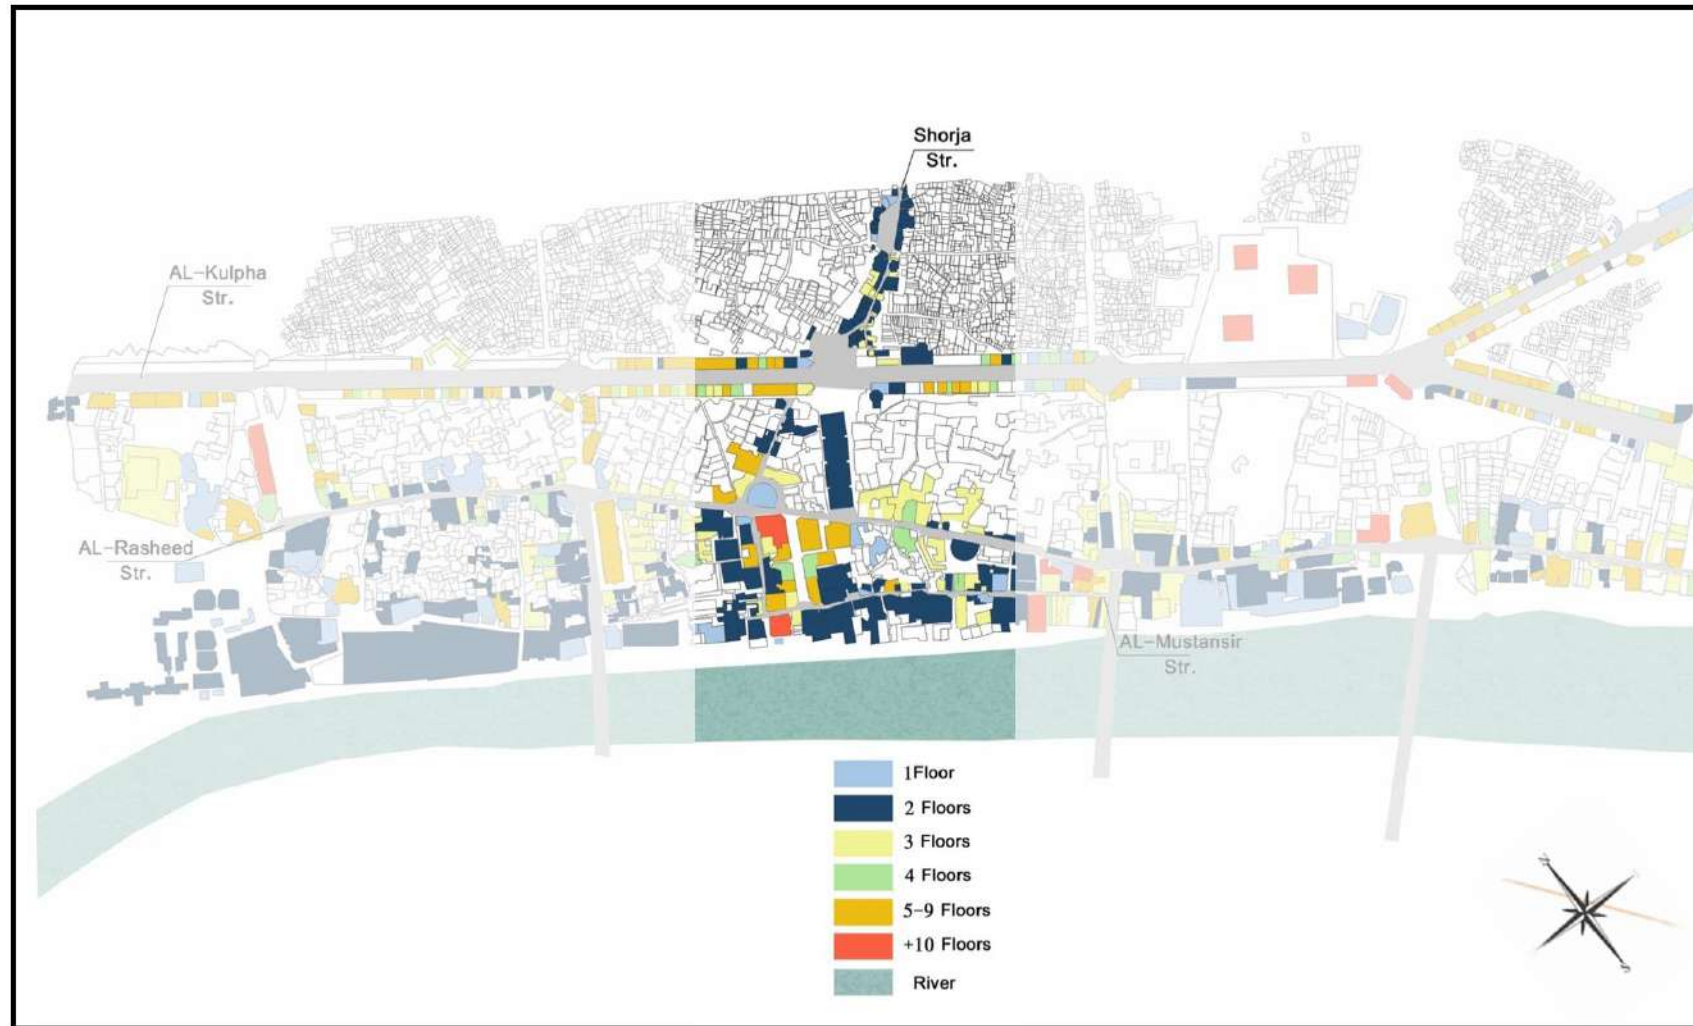 Shorja
Str.
AL-Kulpha
Str.
AL-Rasheed
Str.
AL-Mustansir
Str.
1Floor
2 Floors
3 Floors
4 Floors
5-9 Floors
+10 Floors
River